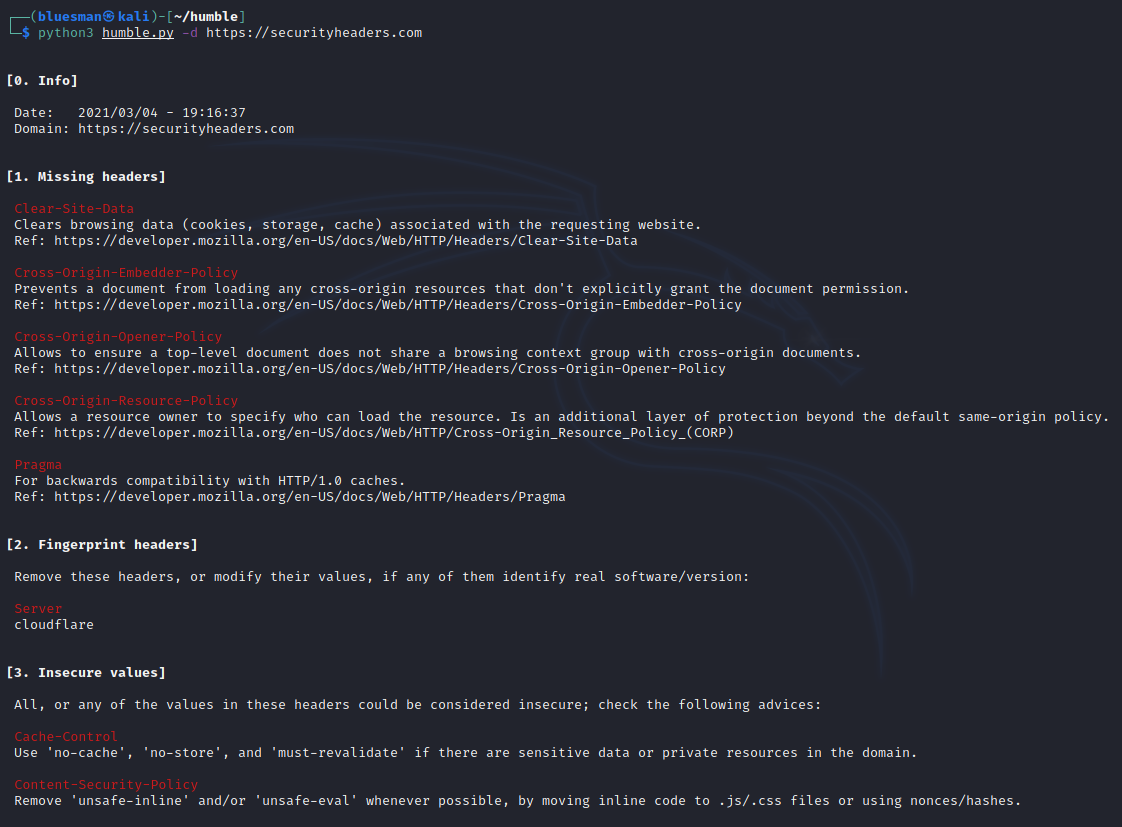 ┌──(bluesman㉿kali)-[~/humble]
└─$ python3 humble.py -d https://securityheaders.com
[0. Info]
Date:   2021/03/04 - 19:16:37
Domain: https://securityheaders.com
[1. Missing headers]
Clear-Site-Data
Clears browsing data (cookies, storage, cache) associated with the requesting website.
Ref: https://developer.mozilla.org/en-US/docs/Web/HTTP/Headers/Clear-Site-Data
Cross-Origin-Embedder-Policy
Prevents a document from loading any cross-origin resources that don't explicitly grant the document permission.
Ref: https://developer.mozilla.org/en-US/docs/Web/HTTP/Headers/Cross-Origin-Embedder-Policy
Cross-Origin-Opener-Policy
Allows to ensure a top-level document does not share a browsing context group with cross-origin documents.
Ref: https://developer.mozilla.org/en-US/docs/Web/HTTP/Headers/Cross-Origin-Opener-Policy
Cross-Origin-Resource-Policy
Allows a resource owner to specify who can load the resource. Is an additional layer of protection beyond the default same-origin policy.
Ref: https://developer.mozilla.org/en-US/docs/Web/HTTP/Cross-Origin_Resource_Policy_(CORP)
Pragma
For backwards compatibility with HTTP/1.0 caches.
Ref: https://developer.mozilla.org/en-US/docs/Web/HTTP/Headers/Pragma
[2. Fingerprint headers]
Remove these headers, or modify their values, if any of them identify real software/version:
Server
cloudflare
[3. Insecure values]
All, or any of the values in these headers could be considered insecure; check the following advices:
Cache-Control
Use 'no-cache', 'no-store', and 'must-revalidate' if there are sensitive data or private resources in the domain.
Content-Security-Policy
Remove 'unsafe-inline' and/or 'unsafe-eval' whenever possible, by moving inline code to .js/.css files or using nonces/hashes.